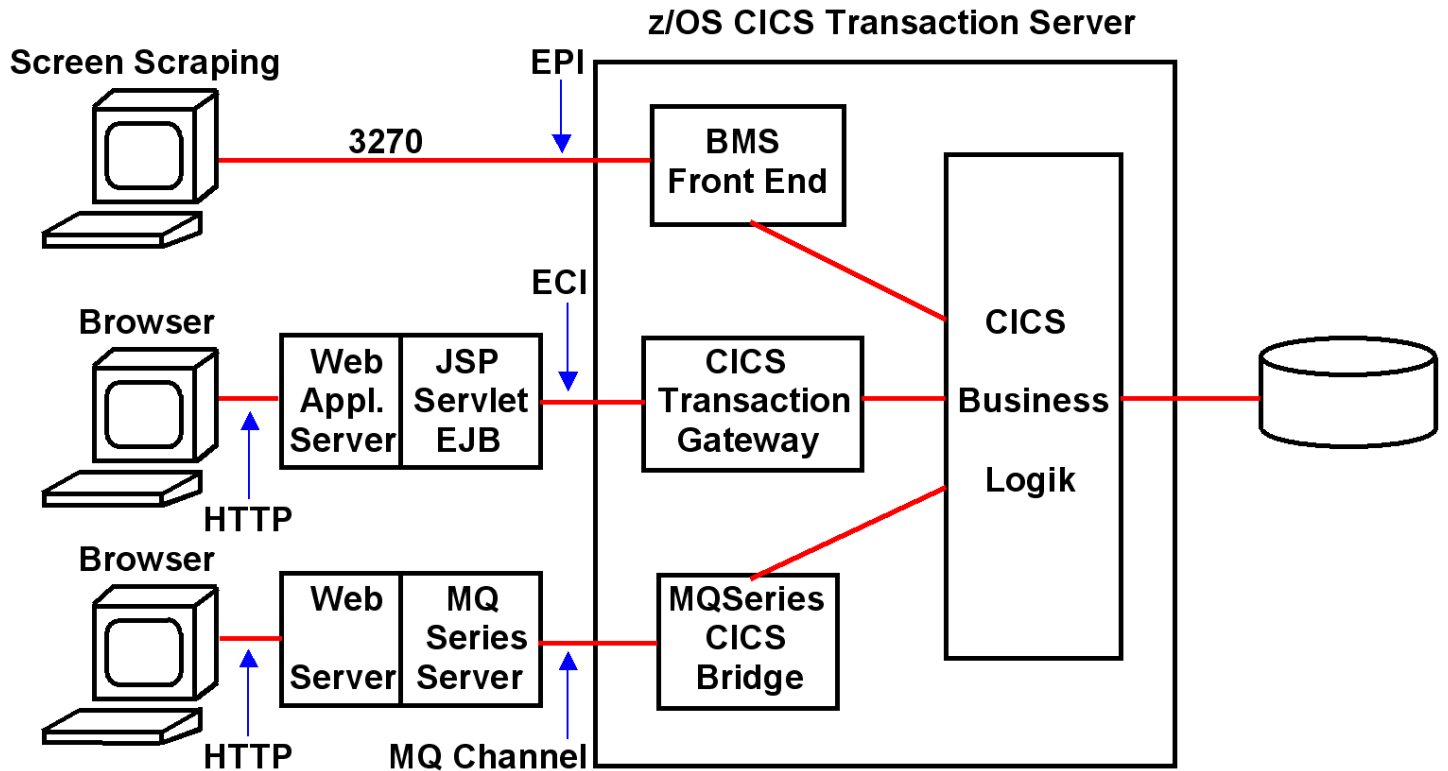 z/OS CICS Transaction Server
Screen Scraping
EPI
3270
BMS
Front End
ECI
Browser
Web
Appl.
Server
JSP
Servlet
EJB
CICS
Transaction
Gateway
CICS
Business
Logik
HTTP
Browser
Web
Server
MQ
Series
Server
MQSeries
CICS
Bridge
HTTP
MQ Channel